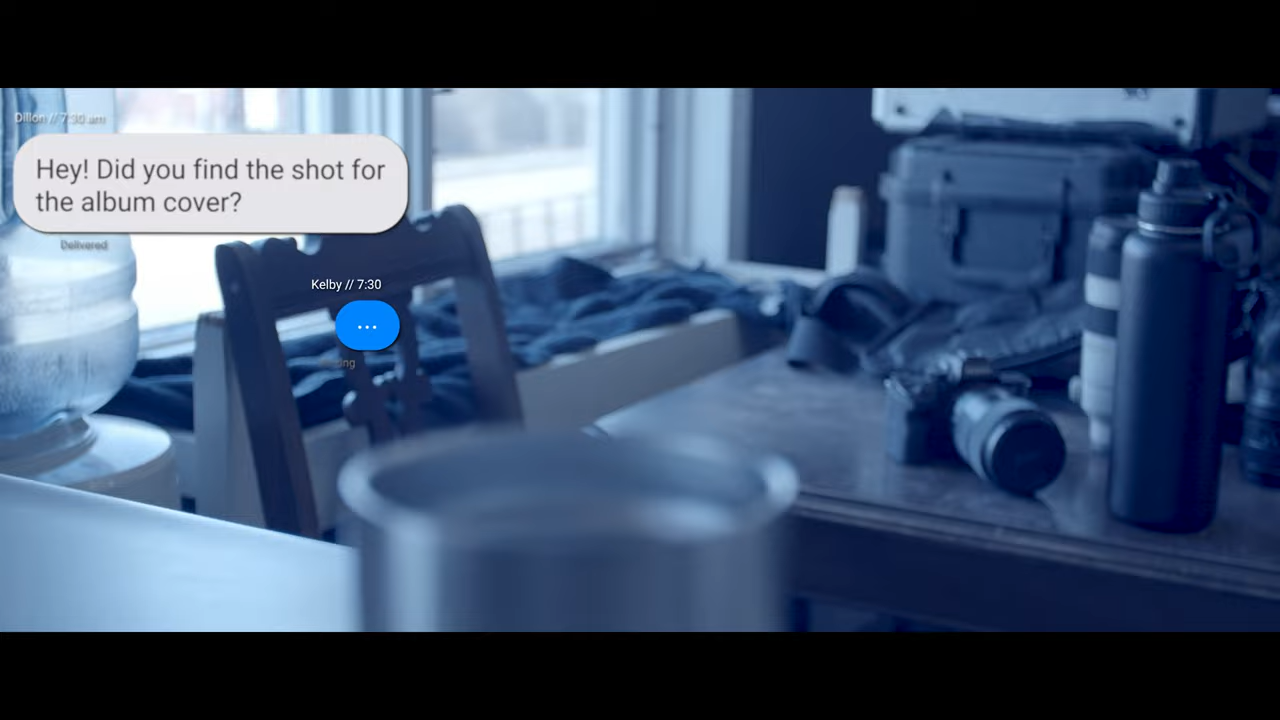 Dillon // 7:30 am
Hey! Did you find the shot for
the album cover?
Delivered
Kelby // 7:30
...